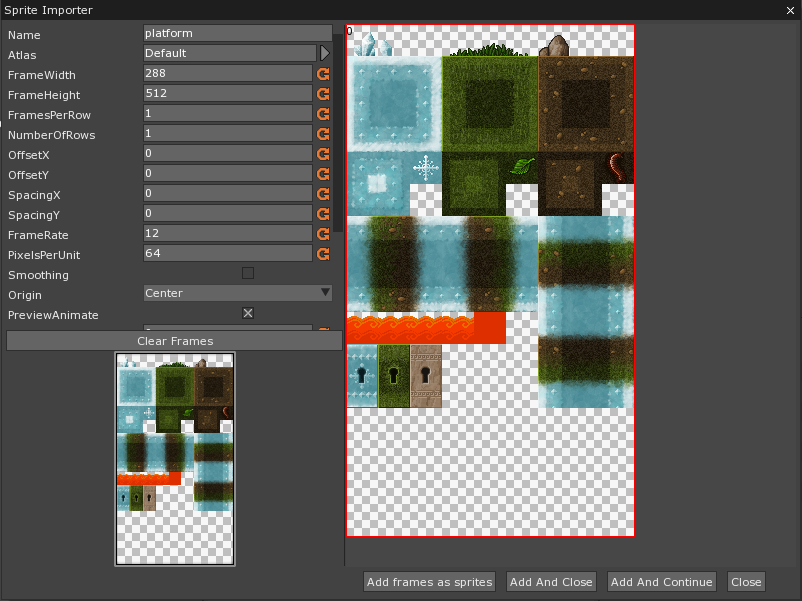 Sprite Importer
Name platform
Atlas Default
FrameWidth 288
FrameHeight 512
FramesPerRow 1
NumberOfRows 1
OffsetX 0
OffsetY 0
SpacingX 0
SpacingY 0
FrameRate 12
PixelsPerUnit 64
Smoothing
Origin Center
PreviewAnimate
Clear Frames
0
Add frames as sprites Add And Close Add And Continue Close